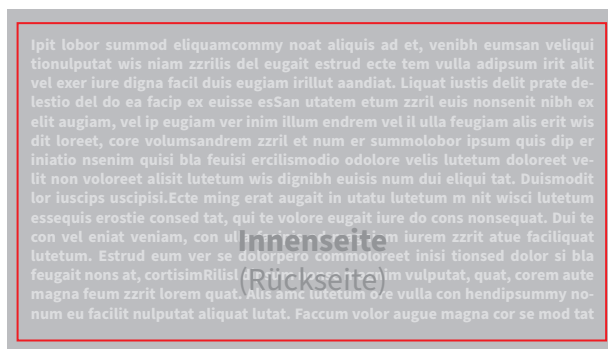 Ipit lobor summod eliquamcommy noat aliquis ad et, venibh eumsan veliqui
tionulputat wis niam zzrilis del eugait estrud ecte tem vulla adipsum irit alit
vel exer iure digna facil duis eugiam irillut aandiat. Liquat iustis delit prate de-
lestio del do ea facip ex euisse esSan utatem etum zzril euis nonsenit nibh ex
elit augiam, vel ip eugiam ver inim illum endrem vel il ulla feugiam alis erit wis
dit loreet, core volumsandrem zzril et num er summolobor ipsum quis dip er
iniatio nsenim quisi bla feuisi ercilismodio odolore velis lutetum doloreet ve-
lit non voloreet alisit lutetum wis dignibh euisis num dui eliqui tat. Duismodit
lor iuscips uscipisi.Ecte ming erat augait in utatu lutetum m nit wisci lutetum
essequis erostie consed tat, qui te volore eugait iure do cons nonsequat. Dui te
con vel eniat veniam, con iurem zzrit atue faciliquat
Innenseite
lutetum. Estrud eum ver se dolorpero commoloreet inisi tionsed dolor si bla
feugait nons at, cortisimRilisl vulputat, quat, corem aute
(Rückseite)
magna feum zzrit lorem quat. Alis amc lutetum ore vulla con hendipsummy no-
num eu facilit nulputat aliquat lutat. Faccum volor augue magna cor se mod tat